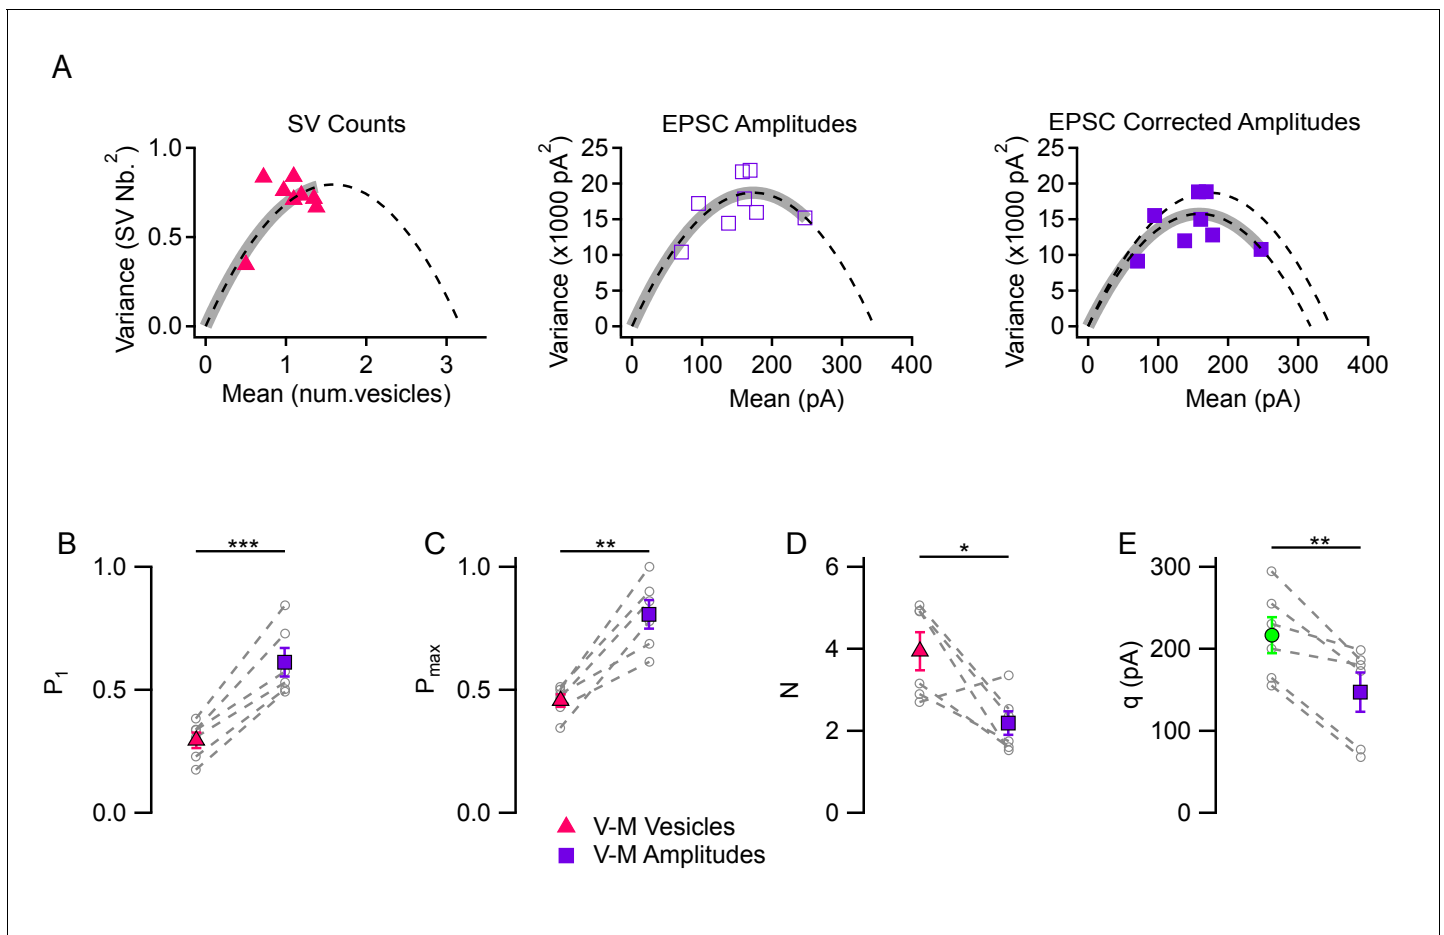 A
SV Counts
EPSC Amplitudes
EPSC Corrected Amplitudes
Variance (SV Nb.²)
1.0
0.5
0.0
0 1 2 3
Mean (num.vesicles)
Variance (x1000 pA²)
25
20
15
10
5
0
0 100 200 300 400
Mean (pA)
Variance (x1000 pA²)
25
20
15
10
5
0
0 100 200 300 400
Mean (pA)
B
***
P₁
1.0
0.5
0.0
C
**
Pmax
1.0
0.5
0.0
D
*
N
6
4
2
0
E
**
q (pA)
300
200
100
0
V-M Vesicles
V-M Amplitudes